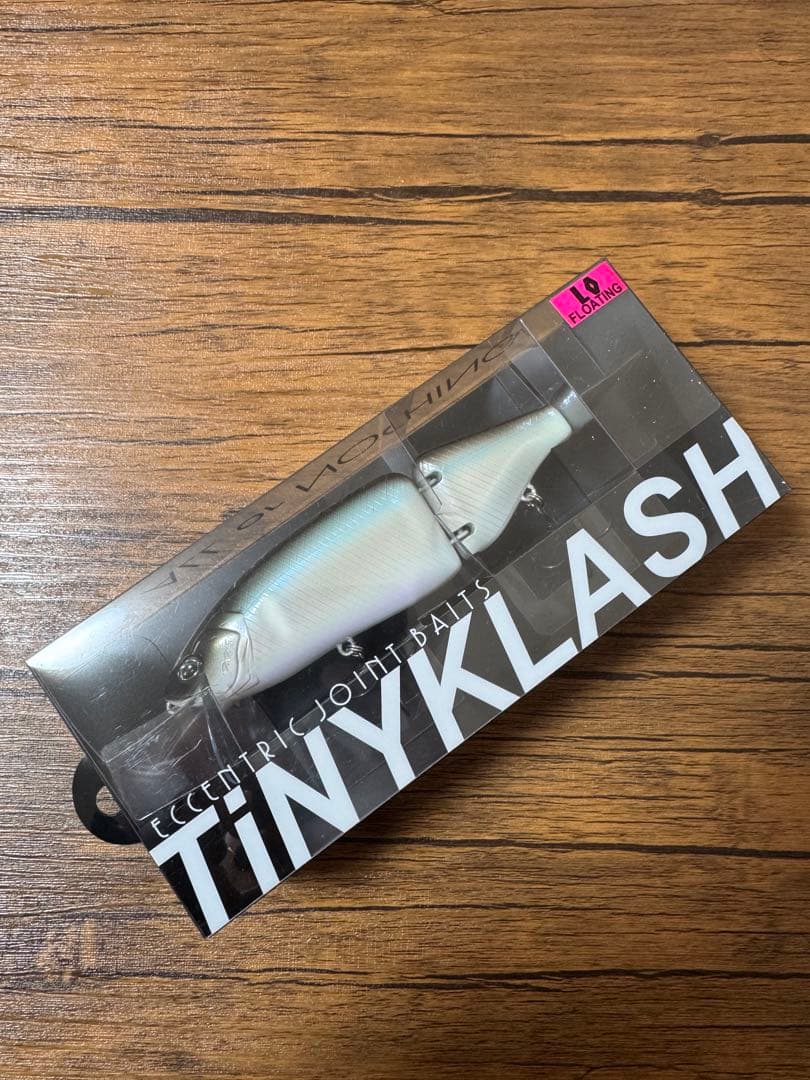 LO
FLOATING
ECCENTRIC JOINT BAITS
TiNYKLASH